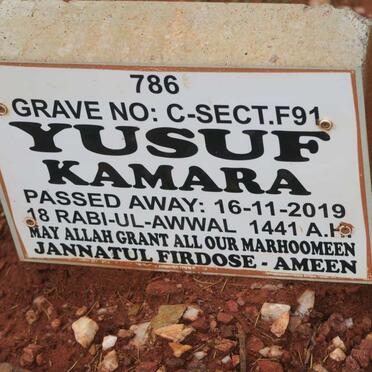 786
GRAVE NO: C-SECT.F91
YUSUF
KAMARA
PASSED AWAY: 16-11-2019
18 RABI-UL-AWWAL 1441 A.H.
MAY ALLAH GRANT ALL OUR MARHOOMEEN
JANNATUL FIRDOSE - AMEEN